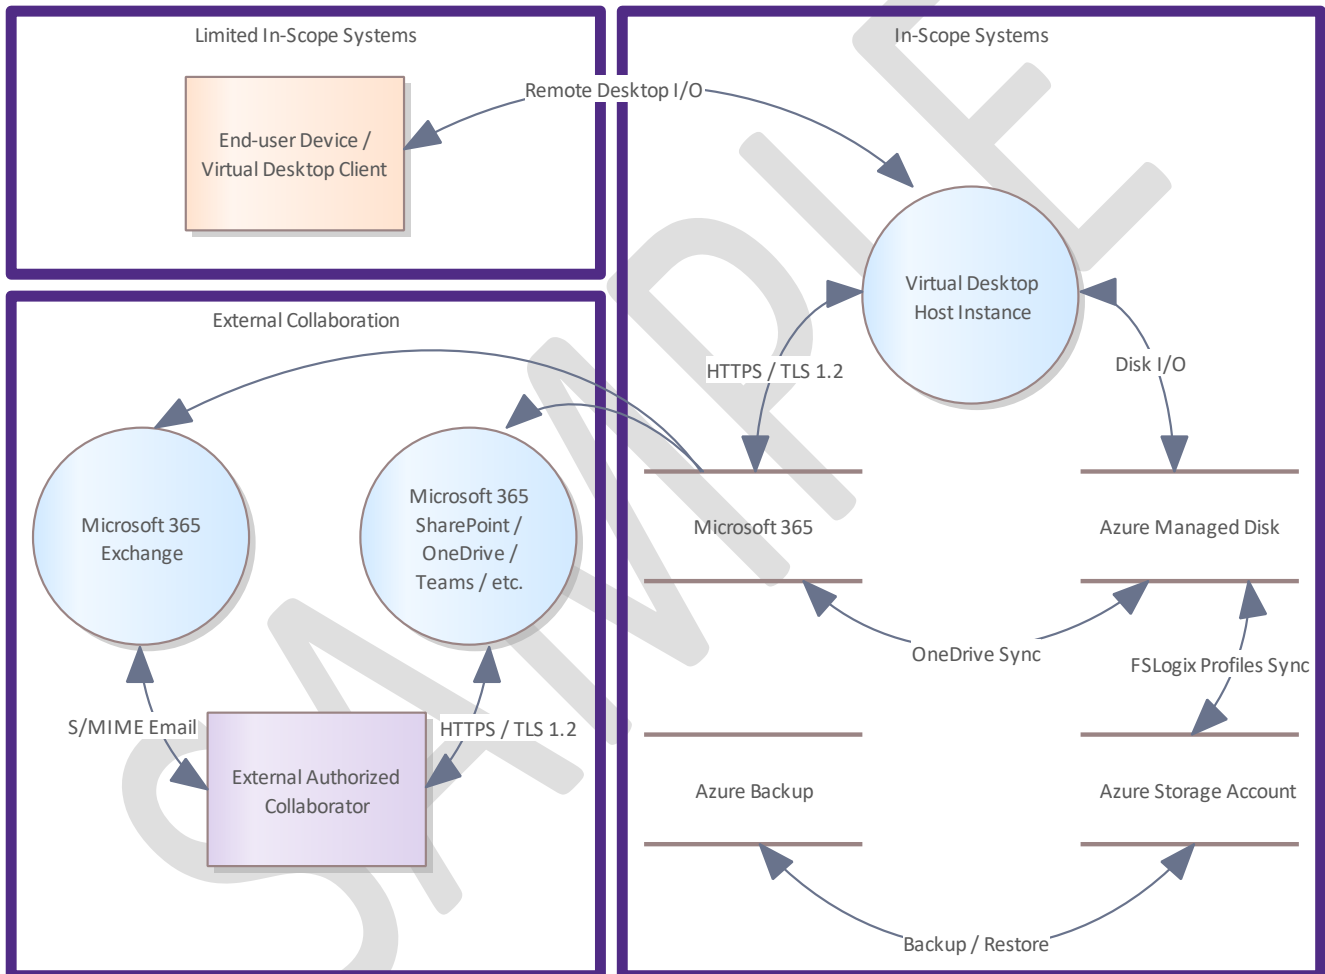 Limited In-Scope Systems
End-user Device /
Virtual Desktop Client
Remote Desktop I/O
In-Scope Systems
Virtual Desktop
Host Instance
HTTPS / TLS 1.2
Disk I/O
Microsoft 365
Azure Managed Disk
OneDrive Sync
FSLogix Profiles Sync
Azure Backup
Azure Storage Account
Backup / Restore
External Collaboration
Microsoft 365
Exchange
Microsoft 365
SharePoint /
OneDrive /
Teams / etc.
S/MIME Email
HTTPS / TLS 1.2
External Authorized
Collaborator
SAMPLE